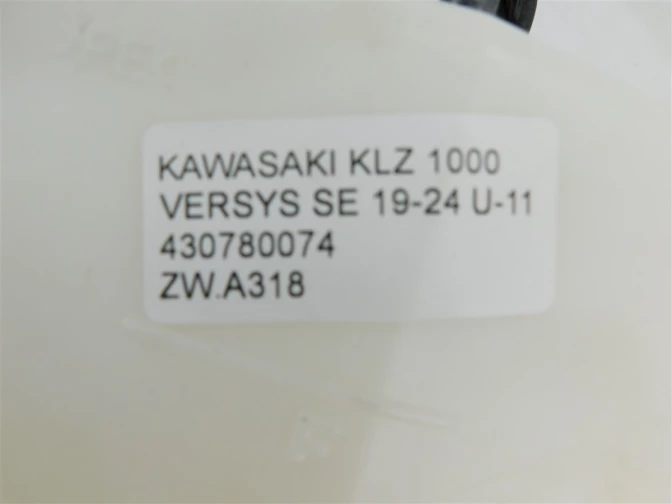 KAWASAKI KLZ 1000
VERSYS SE 19-24 U-11
430780074
ZW.A318